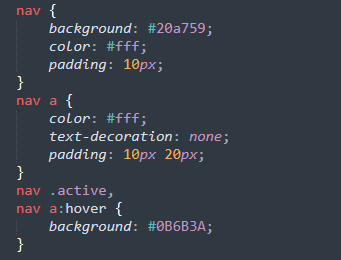 nav {
    background: #20a759;
    color: #fff;
    padding: 10px;
}
nav a {
    color: #fff;
    text-decoration: none;
    padding: 10px 20px;
}
nav .active,
nav a:hover {
    background: #0B6B3A;
}